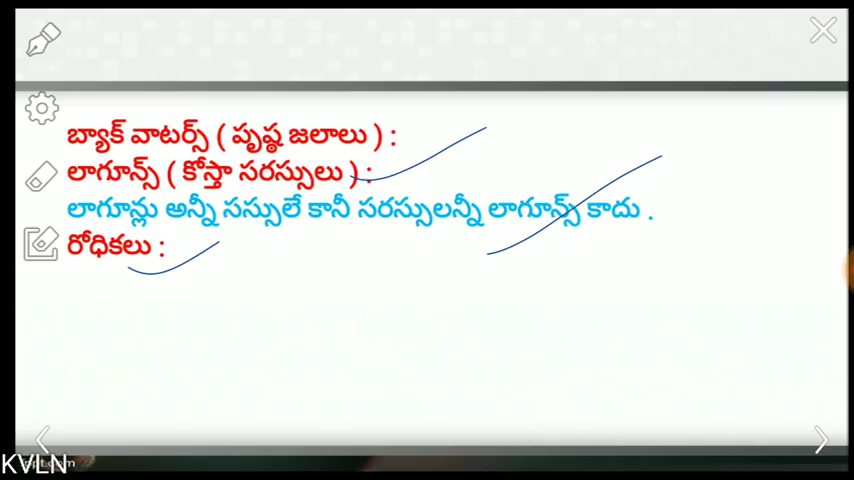 బ్యాక్ వాటర్స్ ( పృష్ఠ జలాలు ) :
లాగూన్స్ ( కోస్తా సరస్సులు ) :
లాగూన్లు అన్నీ సస్సులే కానీ సరస్సులన్నీ లాగూన్స్ కాదు .
రోధికలు :
KVLN